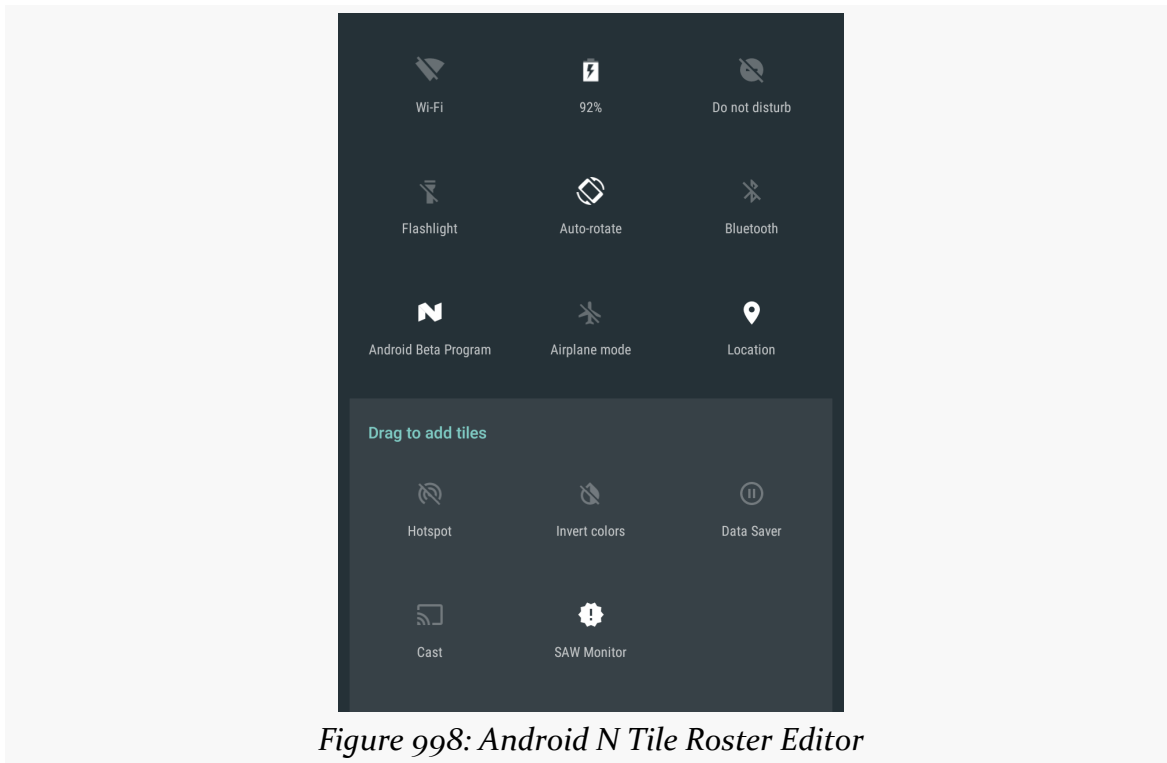 Wi-Fi 92% Do not disturb
Flashlight Auto-rotate Bluetooth
Android Beta Program Airplane mode Location
Drag to add tiles
Hotspot Invert colors Data Saver
Cast SAW Monitor
Figure 998: Android N Tile Roster Editor